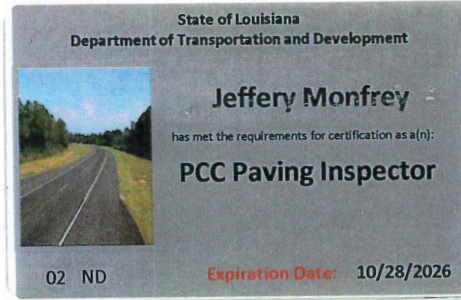 State of Louisiana
Department of Transportation and Development
Jeffery Monfrey
has met the requirements for certification as a(n):
PCC Paving Inspector
02 ND
Expiration Date: 10/28/2026